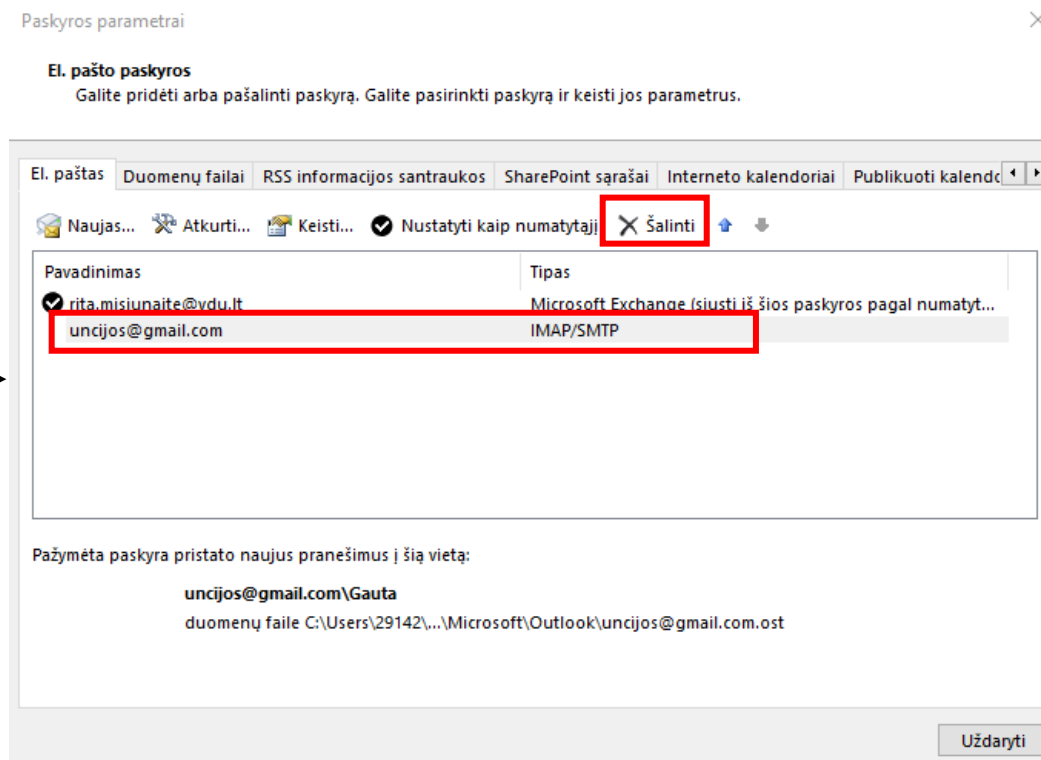 Paskyros parametrai
El. pašto paskyros
Galite pridėti arba pašalinti paskyrą. Galite pasirinkti paskyrą ir keisti jos parametrus.
El. paštas Duomenų failai RSS informacijos santraukos SharePoint sąrašai Interneto kalendoriai Publikuoti kalendo
Naujas... Atkurti... Keisti... Nustatyti kaip numatytąjį Šalinti
Pavadinimas Tipas
rita.misiunaite@vdu.lt Microsoft Exchange (siųsti iš šios paskyros pagal numatyt...
uncijos@gmail.com IMAP/SMTP
Pažymėta paskyra pristato naujus pranešimus į šią vietą:
uncijos@gmail.com\Gauta
duomenų faile C:\Users\29142\...\Microsoft\Outlook\uncijos@gmail.com.ost
Uždaryti